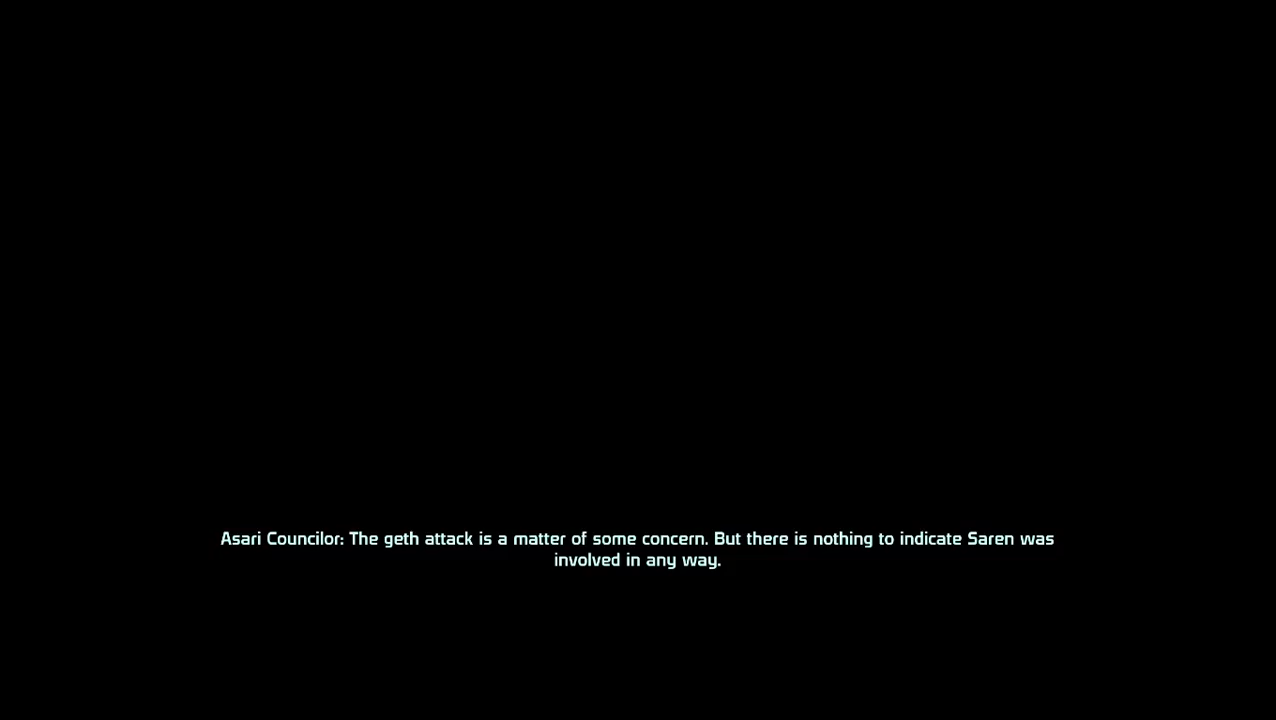 Asari Councilor: The geth attack is a matter of some concern. But there is nothing to indicate Saren was
involved in any way.